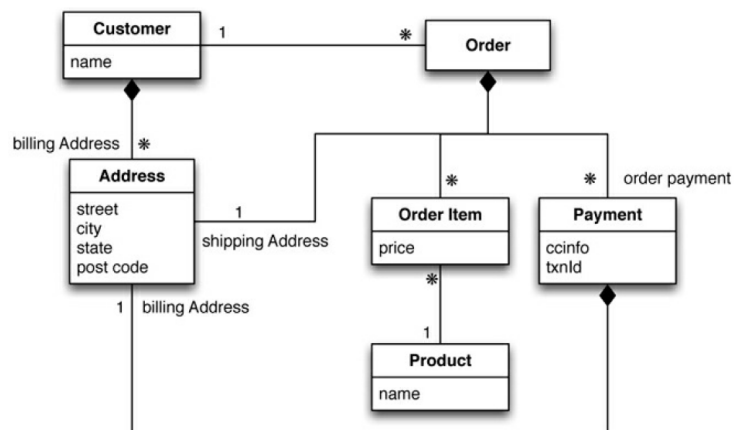 Customer
name
1
*
Order
billing Address
*
Address
street
city
state
post code
1
shipping Address
*
Order Item
price
*
order payment
Payment
ccinfo
txnId
1
billing Address
*
1
Product
name